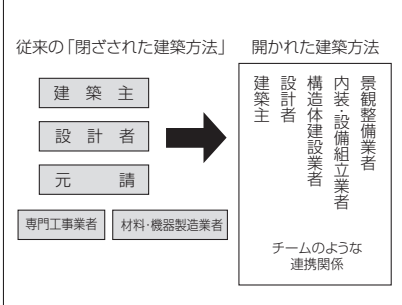 従来の「閉ざされた建築方法」
建築主
設計者
元請
専門工事業者
材料・機器製造業者
開かれた建築方法
建築主
設計者
構造体建設業者
内装・設備組立業者
景観整備業者
チームのような
連携関係